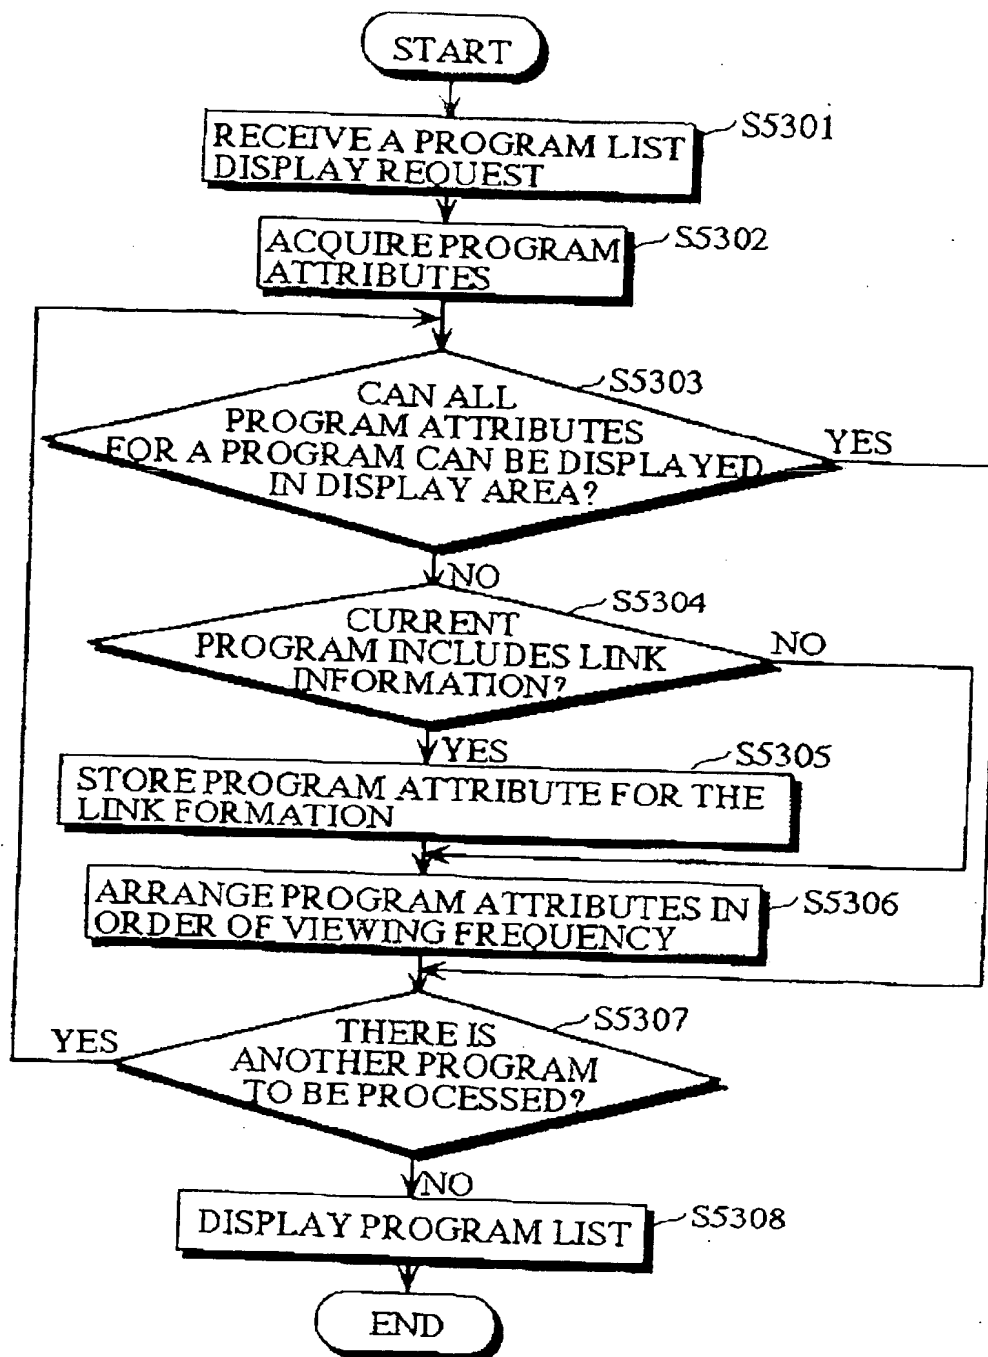 START
S5301
RECEIVE A PROGRAM LIST
DISPLAY REQUEST
S5302
ACQUIRE PROGRAM
ATTRIBUTES
S5303
CAN ALL
PROGRAM ATTRIBUTES
FOR A PROGRAM CAN BE DISPLAYED
IN DISPLAY AREA?
YES
NO
S5304
CURRENT
PROGRAM INCLUDES LINK
INFORMATION?
NO
YES
S5305
STORE PROGRAM ATTRIBUTE FOR THE
LINK FORMATION
ARRANGE PROGRAM ATTRIBUTES IN
ORDER OF VIEWING FREQUENCY
S5306
S5307
YES
THERE IS
ANOTHER PROGRAM
TO BE PROCESSED?
NO
DISPLAY PROGRAM LIST
S5308
END